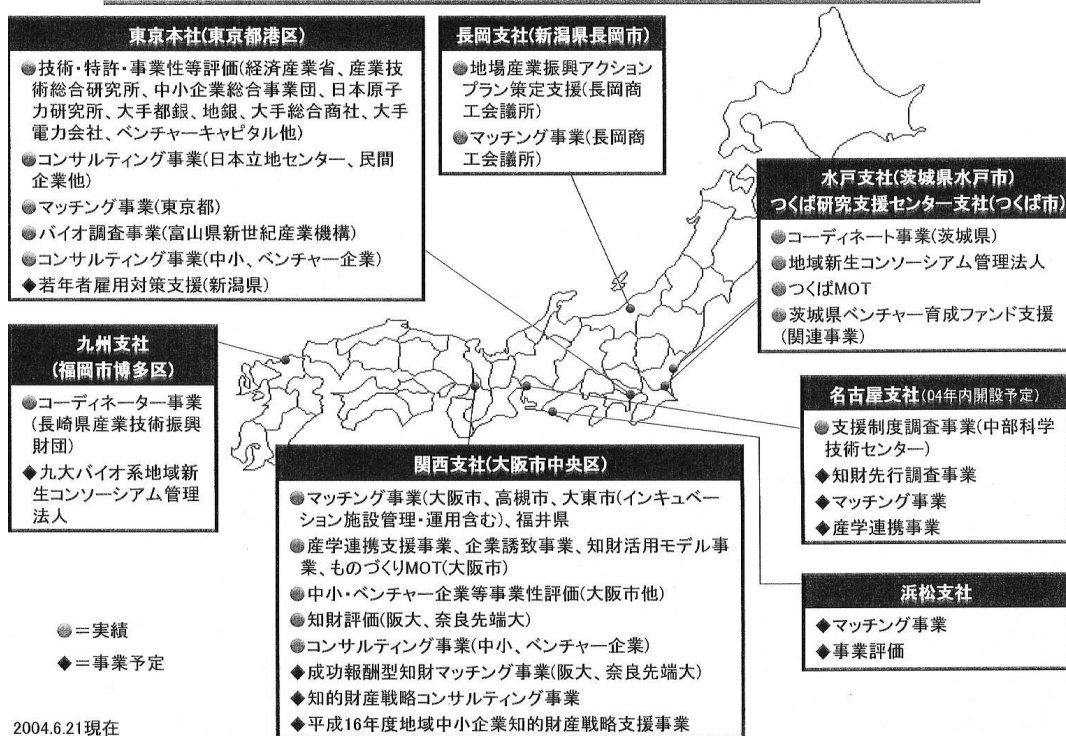 東京本社(東京都港区)
●技術・特許・事業性等評価(経済産業省、産業技
術総合研究所、中小企業総合事業団、日本原子
力研究所、大手都銀、地銀、大手総合商社、大手
電力会社、ベンチャーキャピタル他)
●コンサルティング事業(日本立地センター、民間
企業他)
●マッチング事業(東京都)
●バイオ調査事業(富山県新世紀産業機構)
●コンサルティング事業(中小、ベンチャー企業)
◆若年者雇用対策支援(新潟県)
長岡支社(新潟県長岡市)
●地場産業振興アクション
プラン策定支援(長岡商
工会議所)
●マッチング事業(長岡商
工会議所)
水戸支社(茨城県水戸市)
つくば研究支援センター支社(つくば市)
●コーディネート事業(茨城県)
●地域新生コンソーシアム管理法人
●つくばMOT
●茨城県ベンチャー育成ファンド支援
(関連事業)
九州支社
(福岡市博多区)
●コーディネーター事業
(長崎県産業技術振興
財団)
◆九大バイオ系地域新
生コンソーシアム管理
法人
関西支社(大阪市中央区)
●マッチング事業(大阪市、高槻市、大東市(インキュベー
ション施設管理・運用含む)、福井県
●産学連携支援事業、企業誘致事業、知財活用モデル事
業、ものづくりMOT(大阪市)
●中小・ベンチャー企業等事業性評価(大阪市他)
●知財評価(阪大、奈良先端大)
●コンサルティング事業(中小、ベンチャー企業)
◆成功報酬型知財マッチング事業(阪大、奈良先端大)
◆知的財産戦略コンサルティング事業
◆平成16年度地域中小企業知的財産戦略支援事業
名古屋支社(04年内開設予定)
●支援制度調査事業(中部科学
技術センター)
◆知財先行調査事業
◆マッチング事業
◆産学連携事業
浜松支社
◆マッチング事業
◆事業評価
●=実績
◆=事業予定
2004.6.21現在